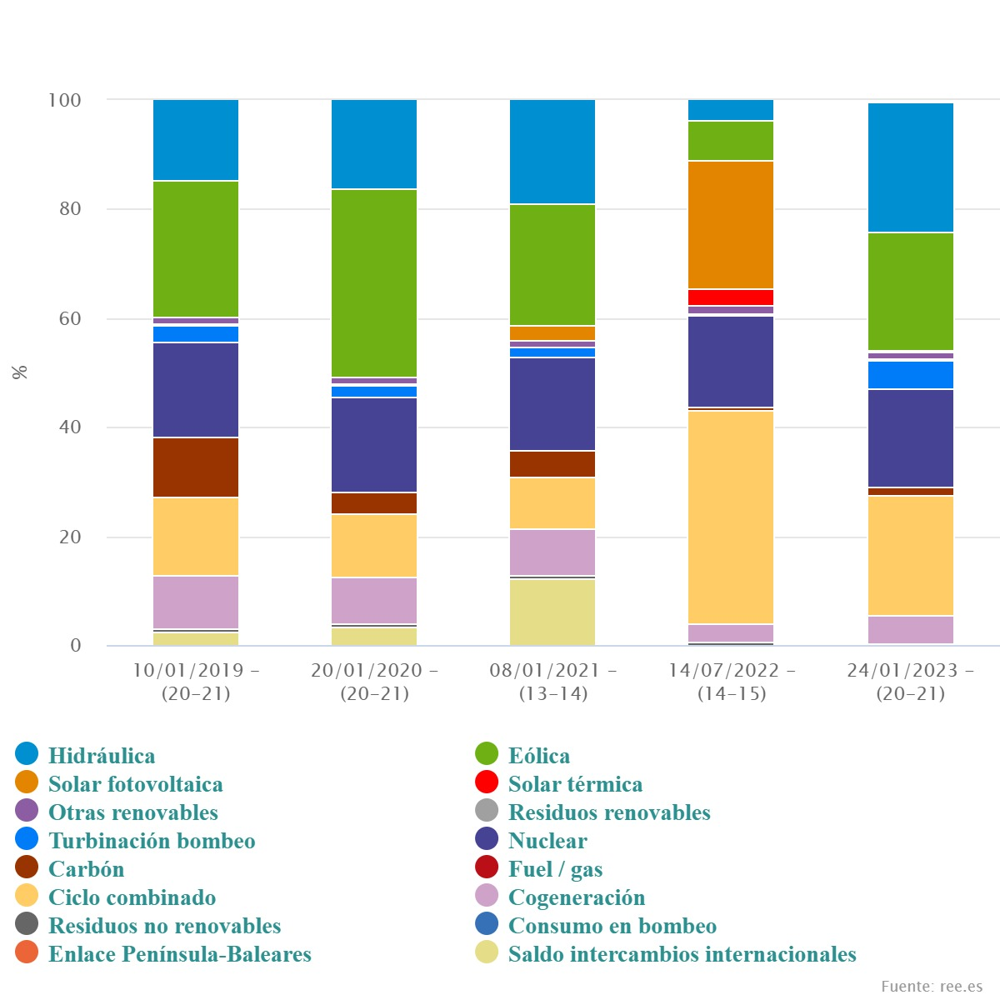 100
80
60
%
40
20
0
10/01/2019 – 20/01/2020 – 08/01/2021 – 14/07/2022 – 24/01/2023 –
(20–21) (20–21) (13–14) (14–15) (20–21)
Hidráulica Eólica
Solar fotovoltaica Solar térmica
Otras renovables Residuos renovables
Turbinación bombeo Nuclear
Carbón Fuel / gas
Ciclo combinado Cogeneración
Residuos no renovables Consumo en bombeo
Enlace Península-Baleares Saldo intercambios internacionales
Fuente: ree.es